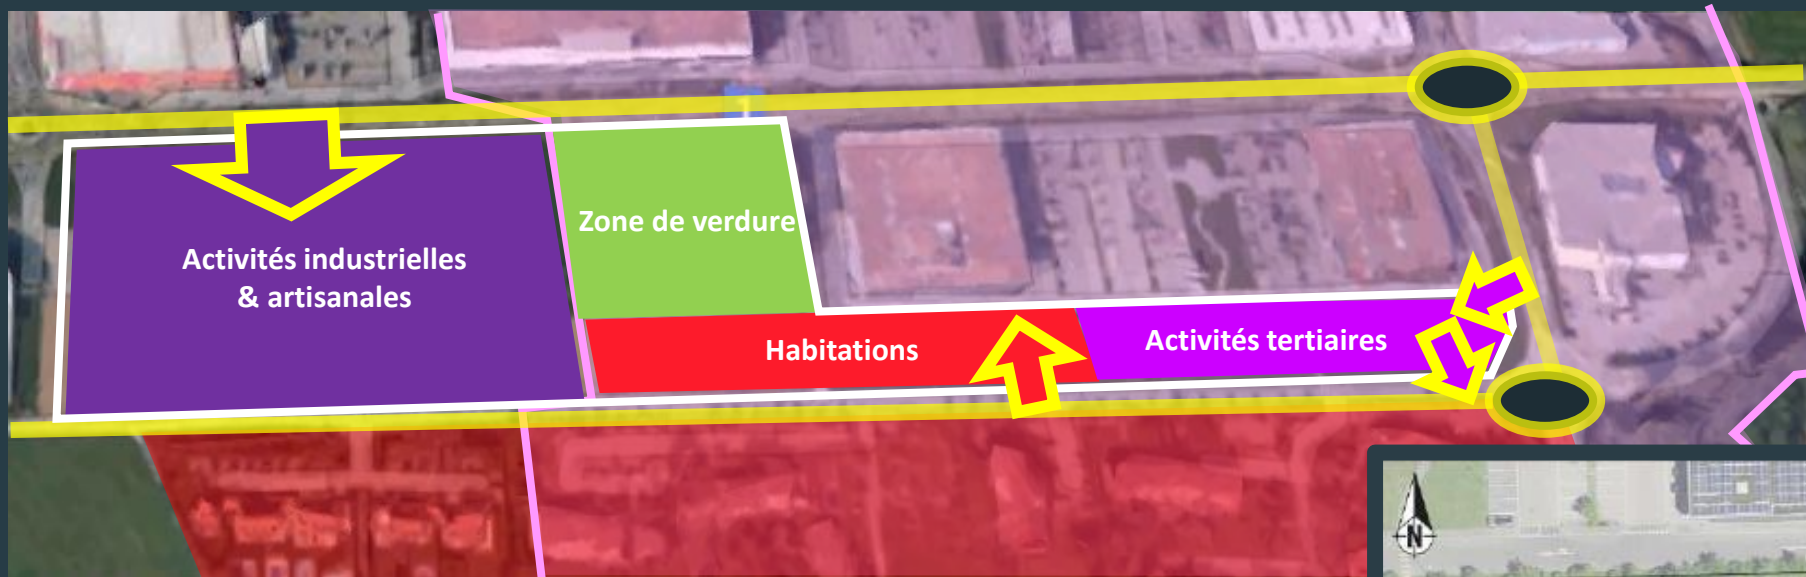 Activités industrielles
& artisanales
Zone de verdure
Habitations
Activités tertiaires
N